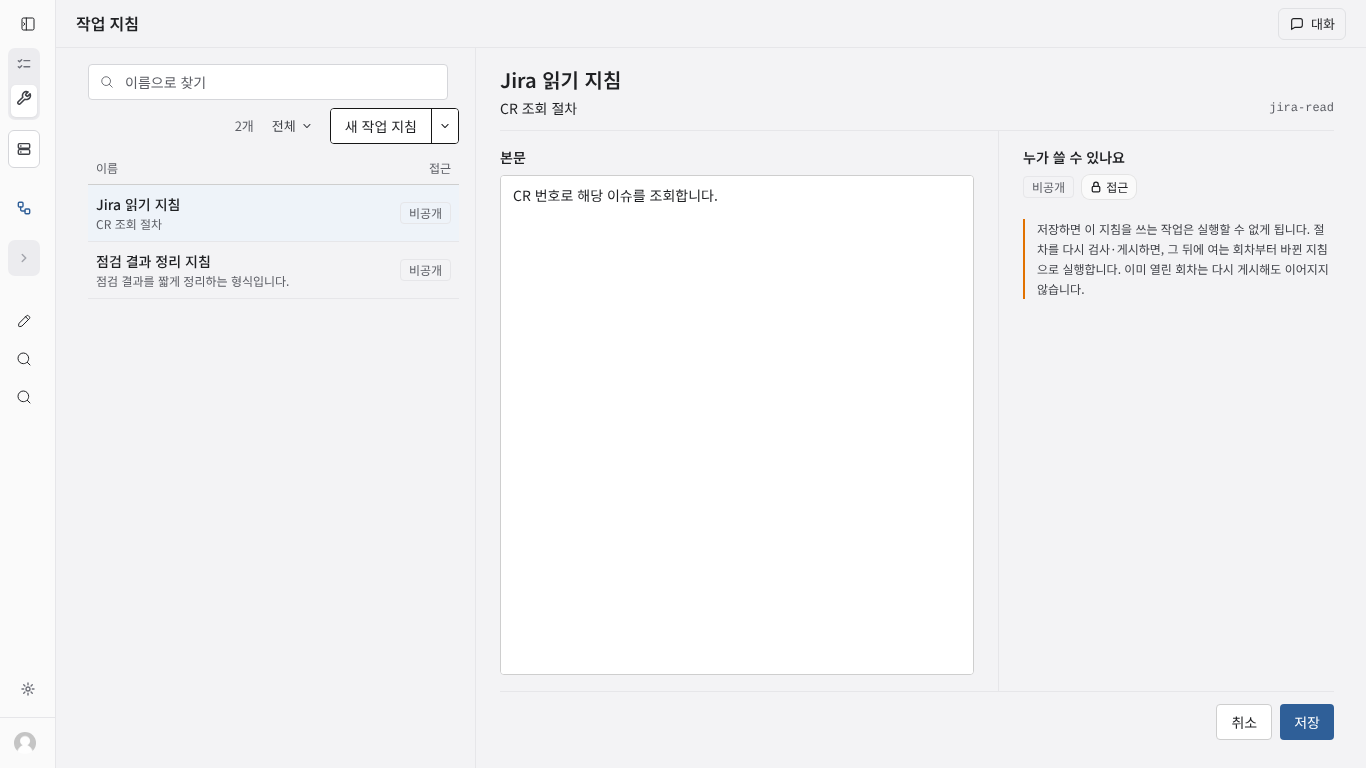 작업 지침
대화
이름으로 찾기
2개 전체 새 작업 지침
이름 접근
Jira 읽기 지침
CR 조회 절차
비공개
점검 결과 정리 지침
점검 결과를 짧게 정리하는 형식입니다.
비공개
Jira 읽기 지침
CR 조회 절차
jira-read
본문
CR 번호로 해당 이슈를 조회합니다.
누가 쓸 수 있나요
비공개 접근
저장하면 이 지침을 쓰는 작업은 실행할 수 없게 됩니다. 절
차를 다시 검사·게시하면, 그 뒤에 여는 회차부터 바뀐 지침
으로 실행합니다. 이미 열린 회차는 다시 게시해도 이어지지
않습니다.
취소 저장